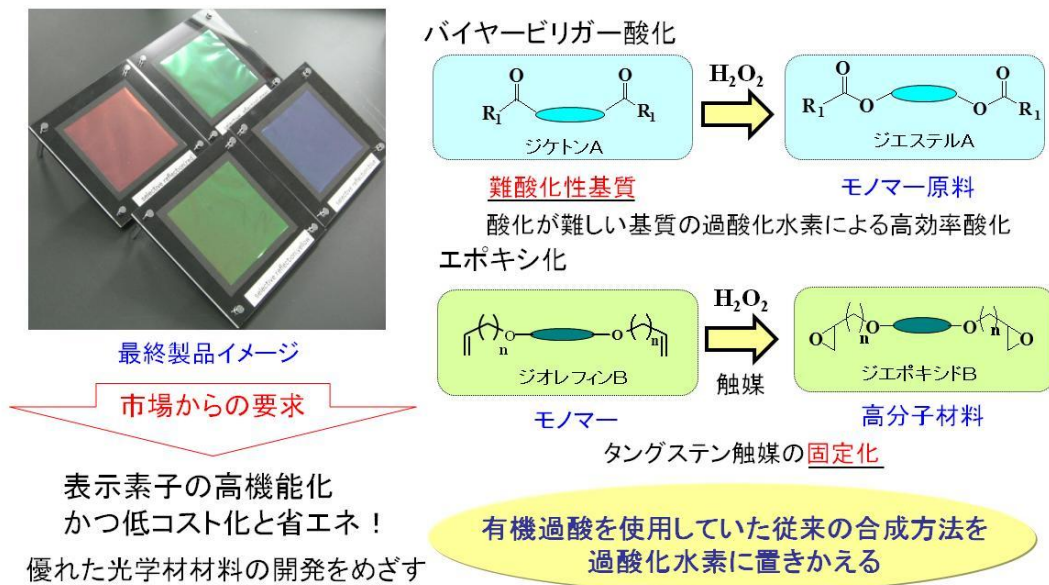 selective reflection
selective reflection
最終製品イメージ
市場からの要求
表示素子の高機能化
かつ低コスト化と省エネ！
優れた光学材材料の開発をめざす
バイヤービリガー酸化
O
O
R1
R1
ジケトンA
H2O2
O
O
R1
O
O
R1
ジエステルA
難酸化性基質
モノマー原料
酸化が難しい基質の過酸化水素による高効率酸化
エポキシ化
n
O
O
n
ジオレフィンB
H2O2
触媒
O
n
O
O
n
O
ジエポキシドB
モノマー
高分子材料
タングステン触媒の固定化
有機過酸を使用していた従来の合成方法を
過酸化水素に置きかえる